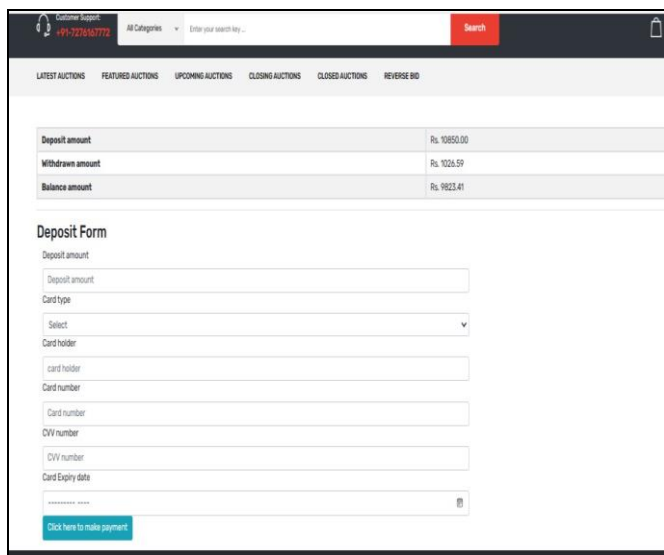 Customer Support:
+91-7276167772
All Categories
Enter your search key ...
Search
LATEST AUCTIONS FEATURED AUCTIONS UPCOMING AUCTIONS CLOSING AUCTIONS CLOSED AUCTIONS REVERSE BID
Deposit amount Rs. 10850.00
Withdrawn amount Rs. 1026.59
Balance amount Rs. 9823.41
Deposit Form
Deposit amount
Deposit amount
Card type
Select
Card holder
card holder
Card number
Card number
CVV number
CVV number
Card Expiry date
--------- ----
Click here to make payment